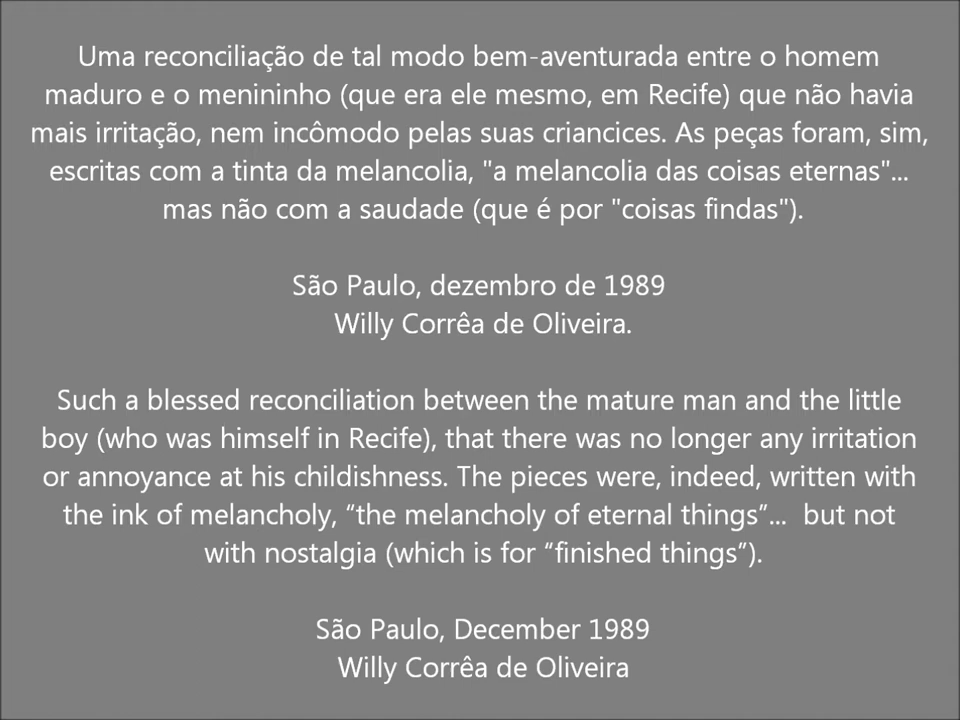 Uma reconciliação de tal modo bem-aventurada entre o homem
maduro e o menininho (que era ele mesmo, em Recife) que não havia
mais irritação, nem incômodo pelas suas criancices. As peças foram, sim,
escritas com a tinta da melancolia, "a melancolia das coisas eternas"...
mas não com a saudade (que é por "coisas findas").
São Paulo, dezembro de 1989
Willy Corrêa de Oliveira.
Such a blessed reconciliation between the mature man and the little
boy (who was himself in Recife), that there was no longer any irritation
or annoyance at his childishness. The pieces were, indeed, written with
the ink of melancholy, “the melancholy of eternal things”... but not
with nostalgia (which is for “finished things”).
São Paulo, December 1989
Willy Corrêa de Oliveira